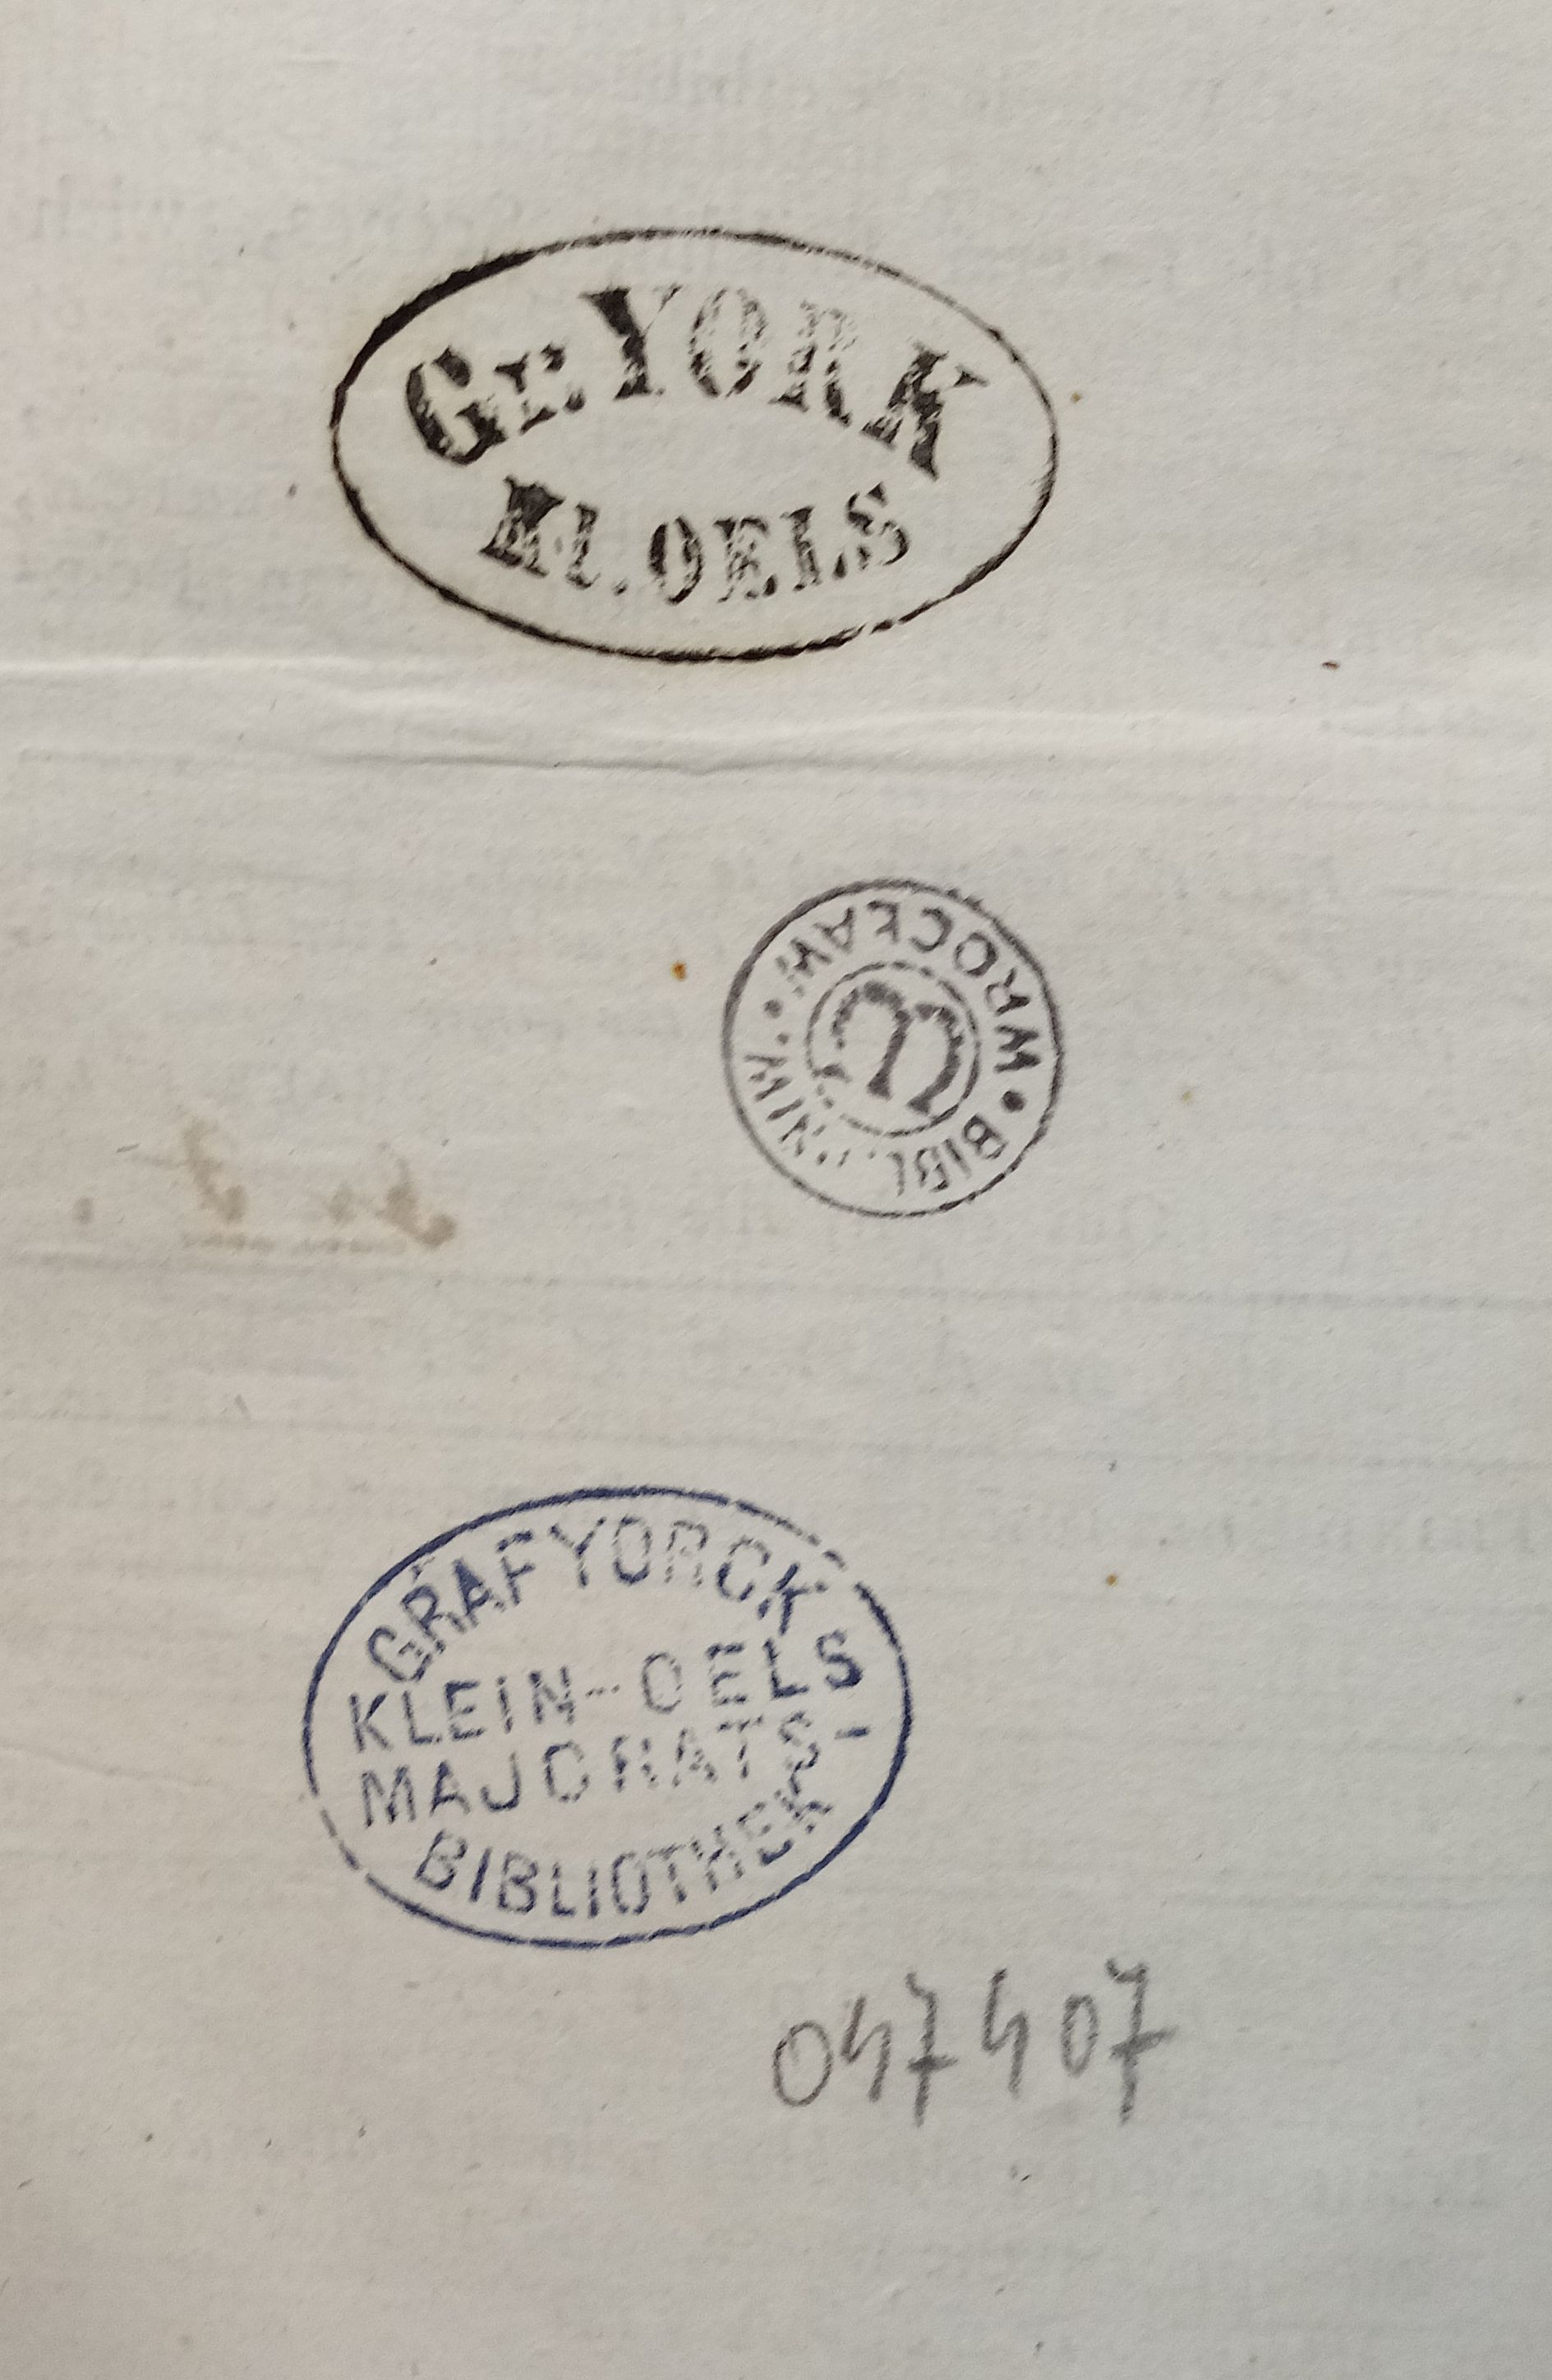 Gr. YORK
KL. OELS
BIBL. UNIW. • WROCŁAW •
U
GRAF YORCK
KLEIN-OELS
MAJORATS-
BIBLIOTHEK
047407